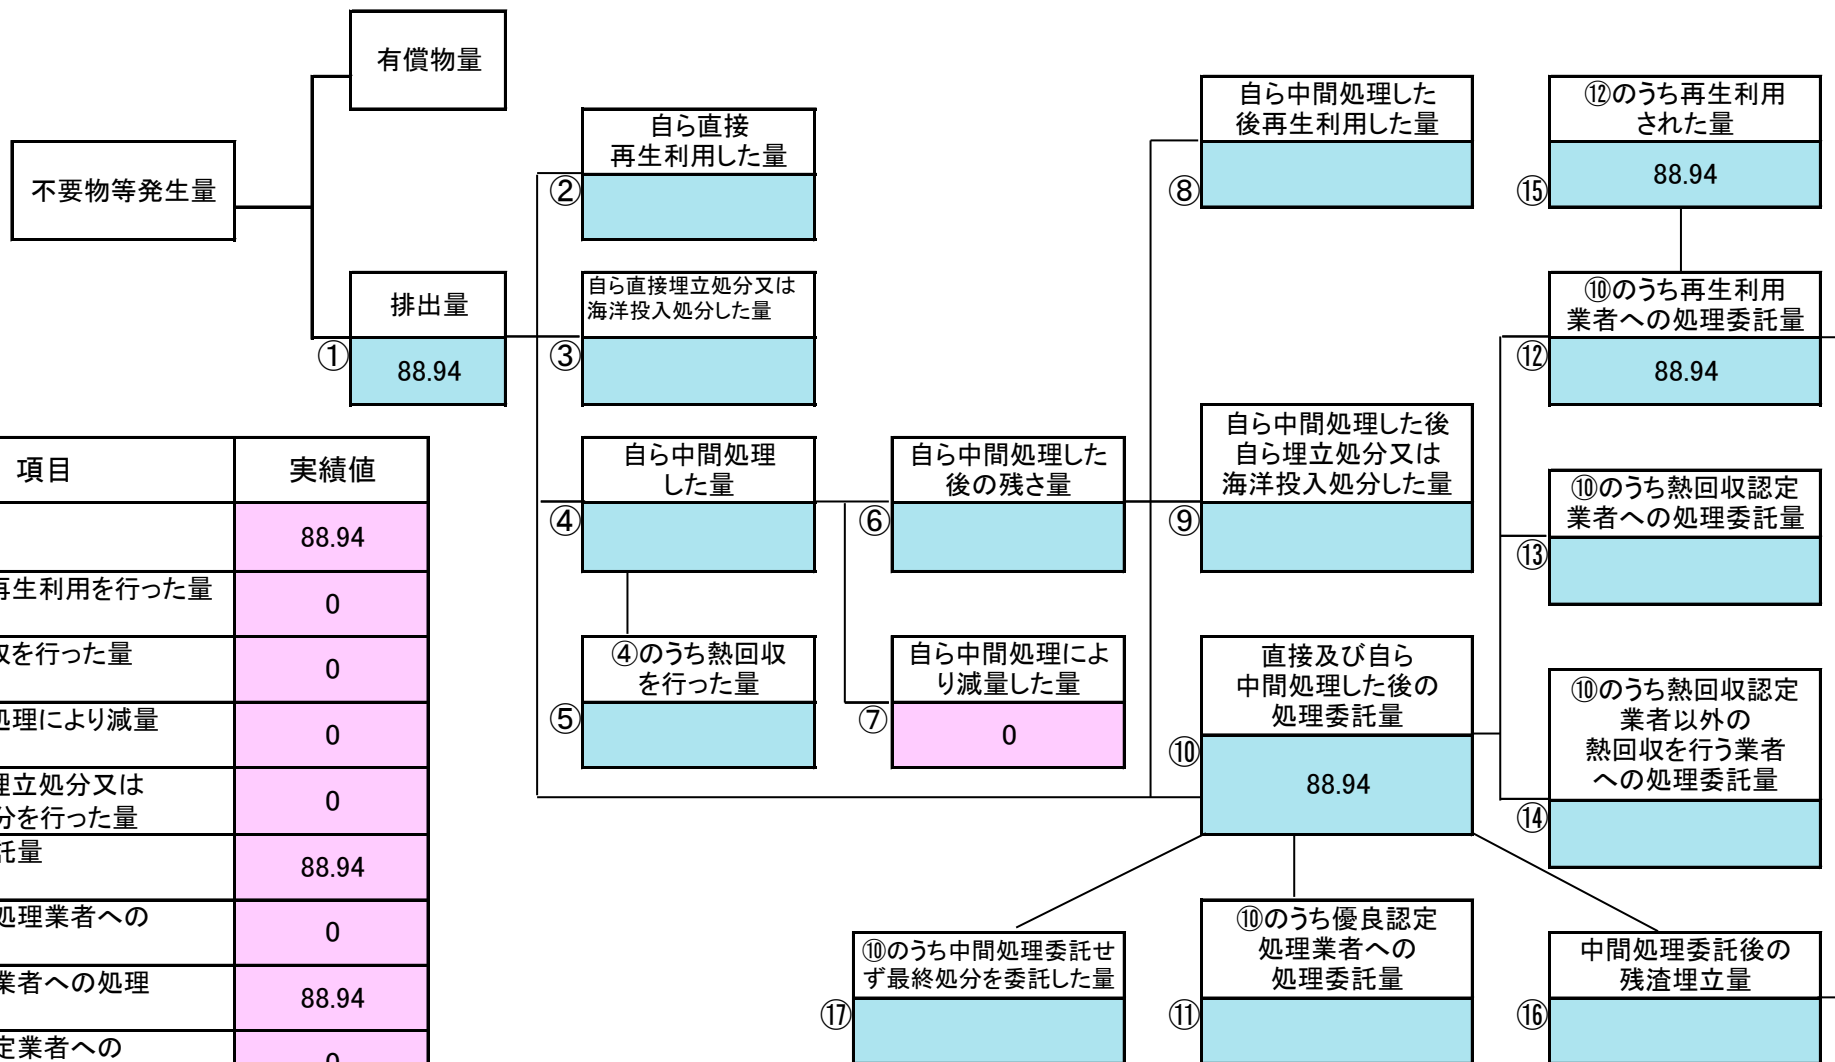 有償物量
不要物等発生量
排出量
①
88.94
自ら直接
再生利用した量
②
自ら直接埋立処分又は
海洋投入処分した量
③
自ら中間処理
した量
④
④のうち熱回収
を行った量
⑤
自ら中間処理した
後の残さ量
⑥
自ら中間処理によ
り減量した量
⑦
0
自ら中間処理した
後再生利用した量
⑧
自ら中間処理した後
自ら埋立処分又は
海洋投入処分した量
⑨
直接及び自ら
中間処理した後の
処理委託量
⑩
88.94
⑫のうち再生利用
された量
⑮
88.94
⑩のうち再生利用
業者への処理委託量
⑫
88.94
⑩のうち熱回収認定
業者への処理委託量
⑬
⑩のうち熱回収認定
業者以外の
熱回収を行う業者
への処理委託量
⑭
⑩のうち中間処理委託せ
ず最終処分を委託した量
⑰
⑩のうち優良認定
処理業者への
処理委託量
⑪
中間処理委託後の
残渣埋立量
⑯
項目
実績値
88.94
再生利用を行った量
0
収を行った量
0
処理により減量
0
埋立処分又は
分を行った量
0
託量
88.94
処理業者への
0
業者への処理
88.94
定業者への
0